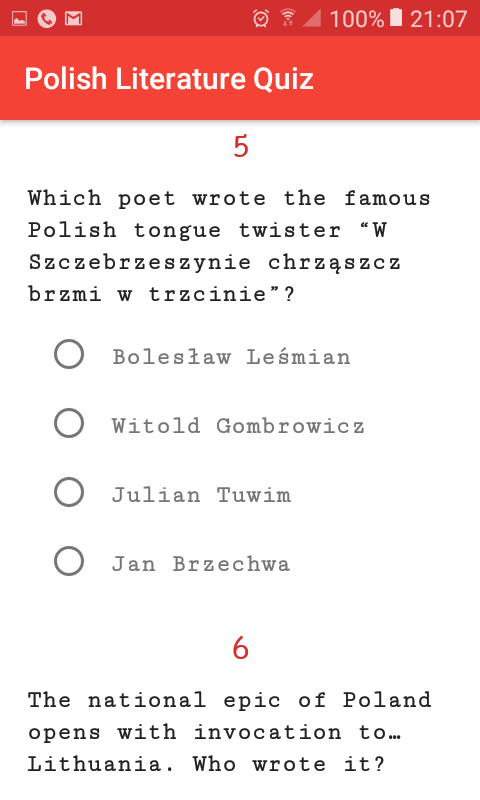 100% 21:07
Polish Literature Quiz
5
Which poet wrote the famous
Polish tongue twister “W
Szczebrzeszynie chrząszcz
brzmi w trzcinie”?
Bolesław Leśmian
Witold Gombrowicz
Julian Tuwim
Jan Brzechwa
6
The national epic of Poland
opens with invocation to…
Lithuania. Who wrote it?